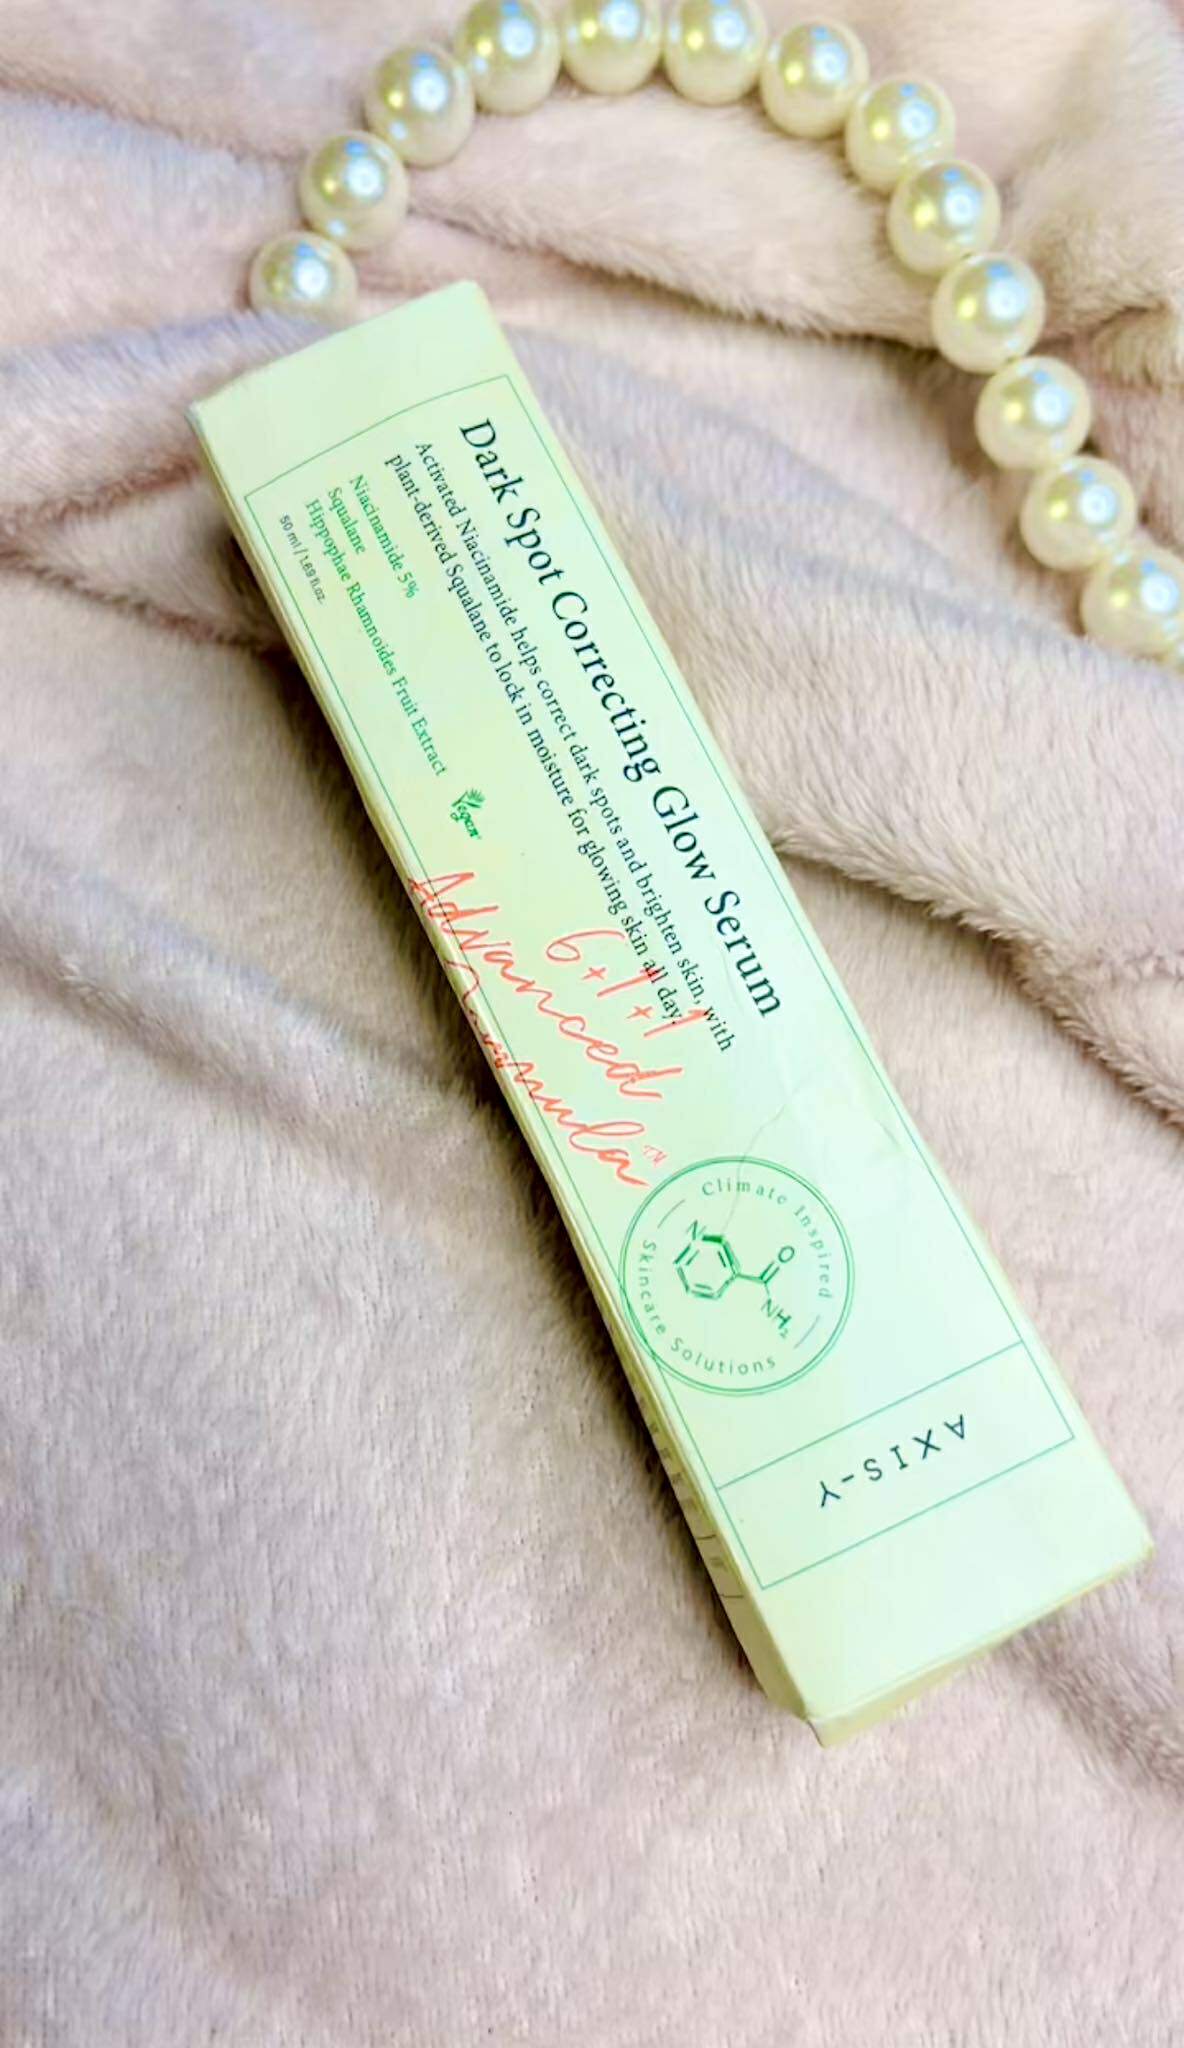 Dark Spot Correcting Glow Serum
Activated Niacinamide helps correct dark spots and brighten skin, with
plant-derived Squalane to lock in moisture for glowing skin all day.
Niacinamide 5%
Squalane
Hippophae Rhamnoides Fruit Extract
50 ml / 1.69 fl.oz.
Vegan
6+1+1
Advanced
Formula™
Climate Inspired
Skincare Solutions
N
O
NH₂
AXIS-Y